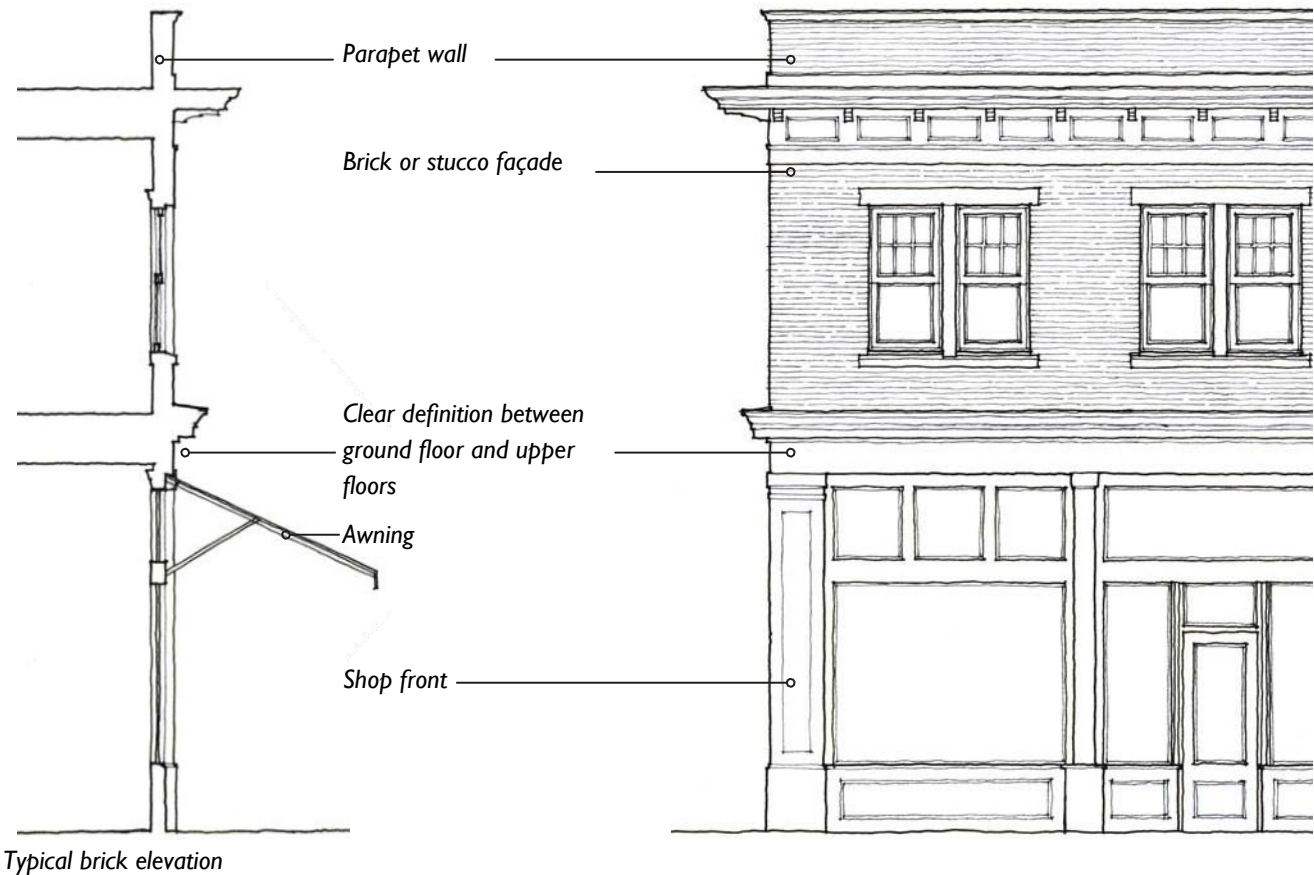 Parapet wall
Brick or stucco façade
Clear definition between
ground floor and upper
floors
Awning
Shop front
Typical brick elevation